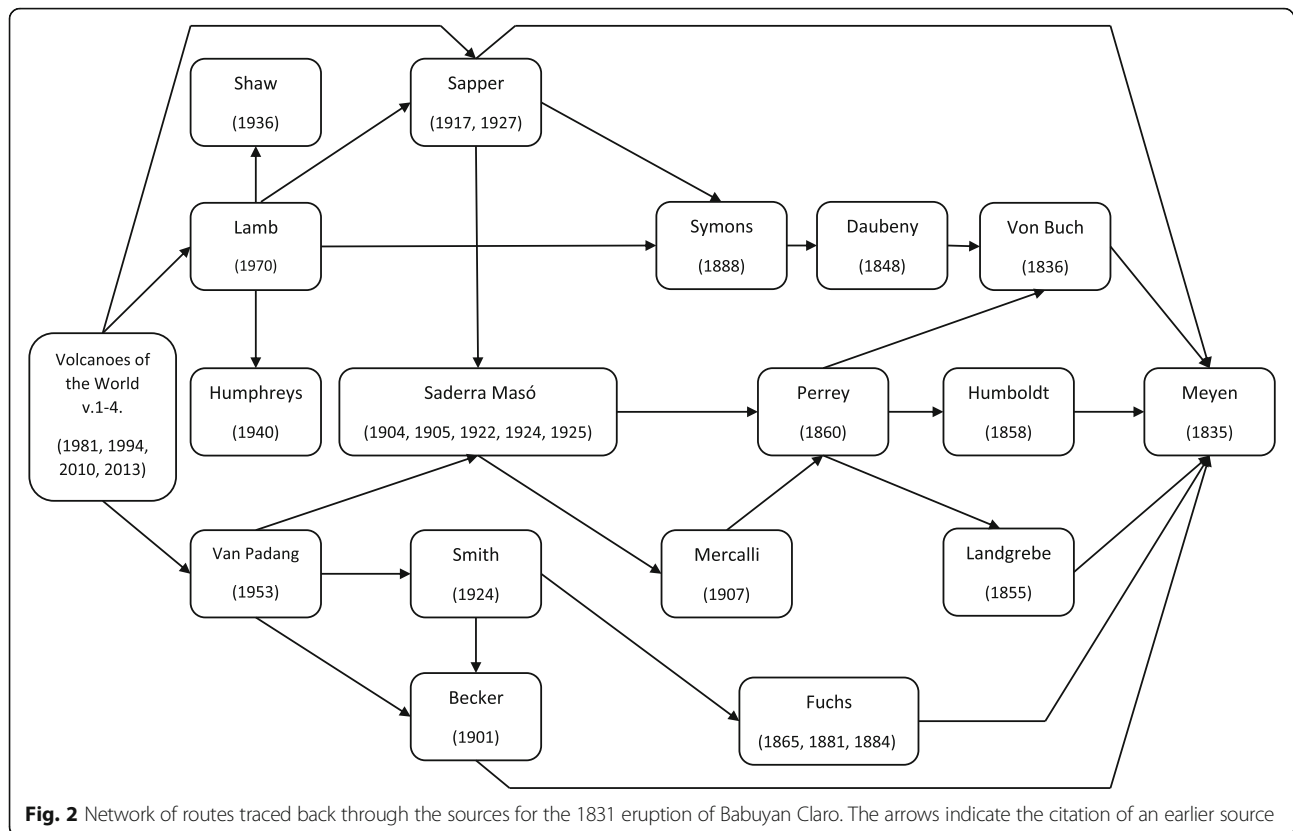 Shaw
(1936)
Sapper
(1917, 1927)
Lamb
(1970)
Symons
(1888)
Daubeny
(1848)
Von Buch
(1836)
Volcanoes of
the World
v.1-4.
(1981, 1994,
2010, 2013)
Humphreys
(1940)
Saderra Masó
(1904, 1905, 1922, 1924, 1925)
Perrey
(1860)
Humboldt
(1858)
Meyen
(1835)
Van Padang
(1953)
Smith
(1924)
Mercalli
(1907)
Landgrebe
(1855)
Becker
(1901)
Fuchs
(1865, 1881, 1884)
Fig. 2 Network of routes traced back through the sources for the 1831 eruption of Babuyan Claro. The arrows indicate the citation of an earlier source